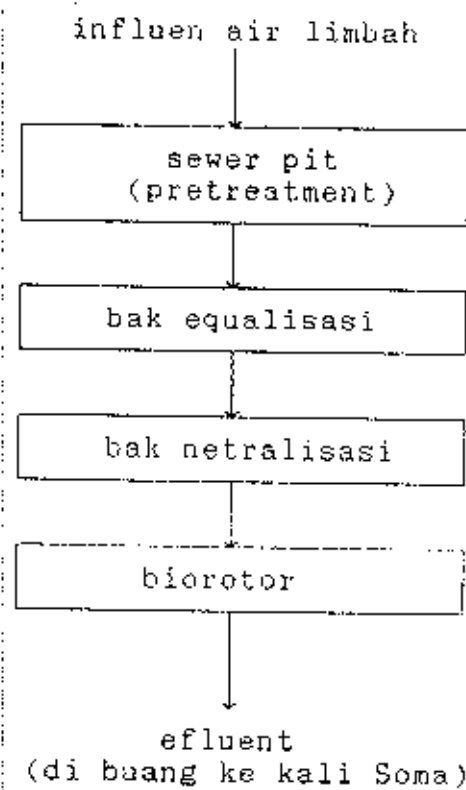 influen air limbah
sewer pit
(pretreatment)
bak equalisasi
bak netralisasi
biorotor
efluent
(di buang ke kali Soma)